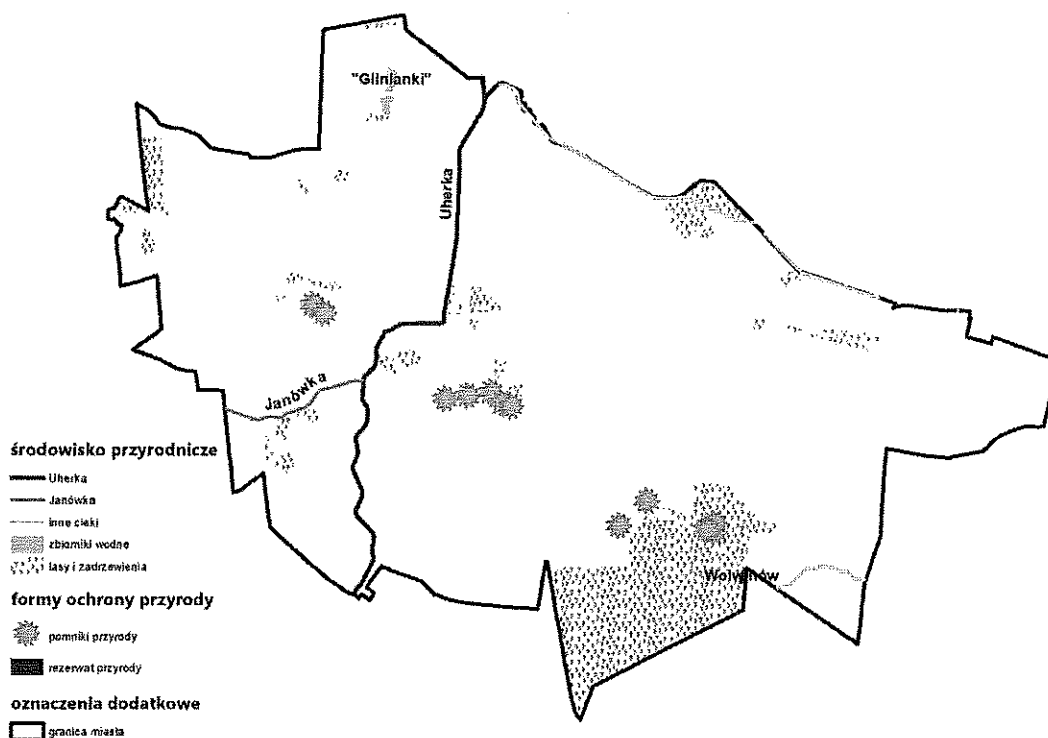 "Glinianki"
Uherka
Janówka
Wolwinów
środowisko przyrodnicze
Uherka
Janówka
inne cieki
zbiorniki wodne
lasy i zadrzewienia
formy ochrony przyrody
pomniki przyrody
rezerwat przyrody
oznaczenia dodatkowe
granica miasta